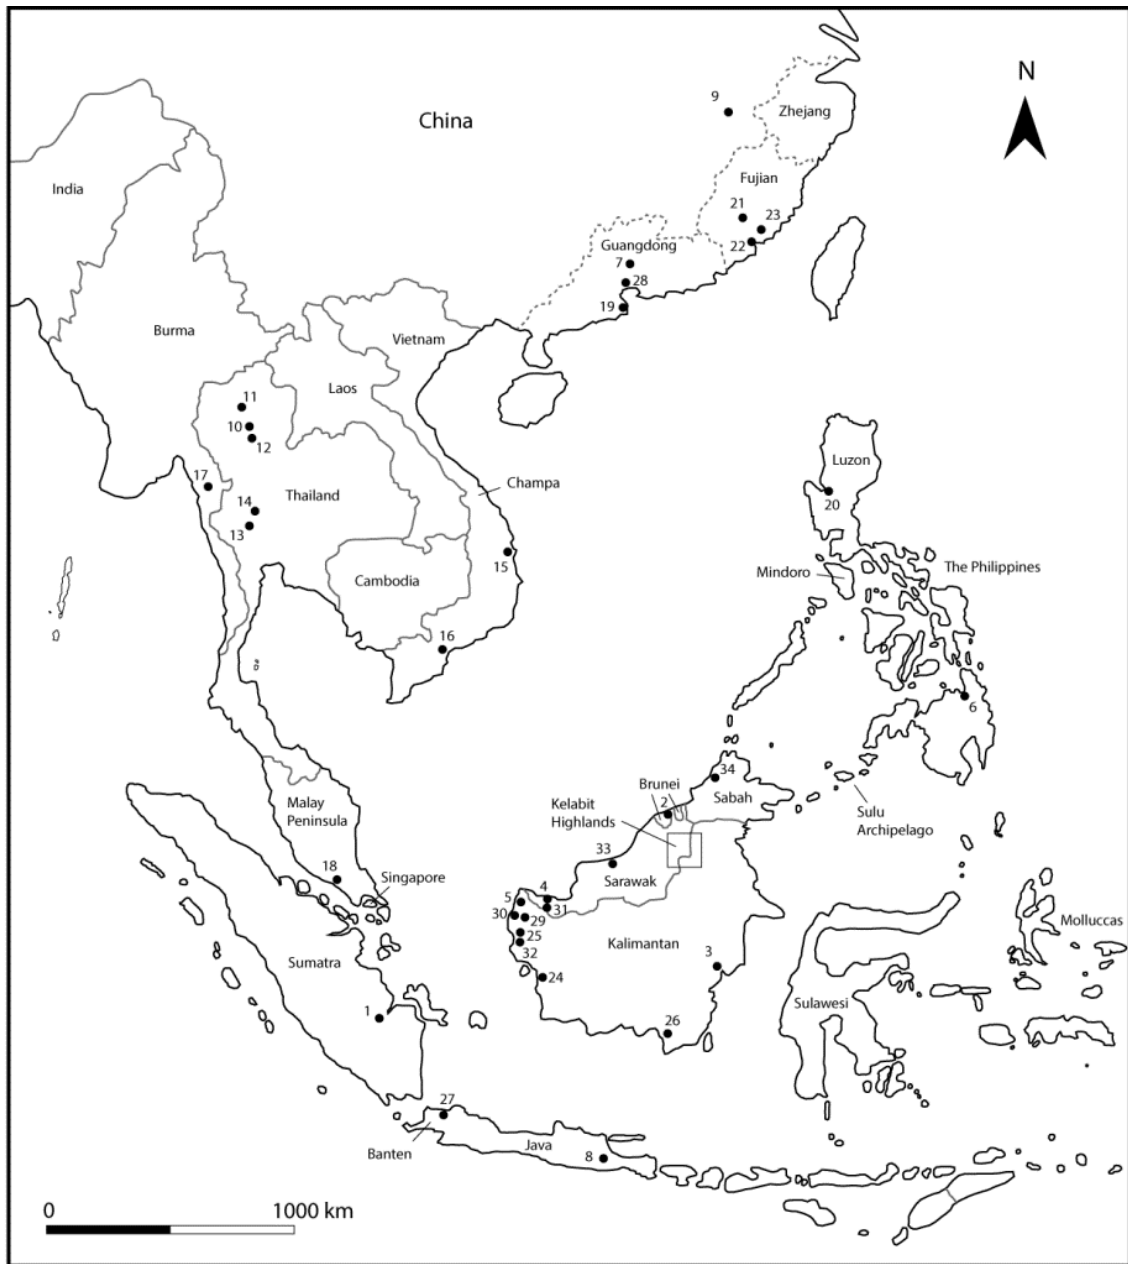 N
China
9
Zhejang
India
Fujian
21
23
22
Guangdong
7
28
19
Burma
Vietnam
Laos
11
10
12
17
Thailand
Champa
14
13
15
Luzon
20
Cambodia
Mindoro
The Philippines
16
6
34
Brunei
2
Sabah
Kelabit
Highlands
Sulu
Archipelago
Malay
Peninsula
33
18
Singapore
Sarawak
4
5
31
30
29
25
32
Kalimantan
Molluccas
Sumatra
3
24
Sulawesi
1
26
27
Banten
Java
8
0
1000 km